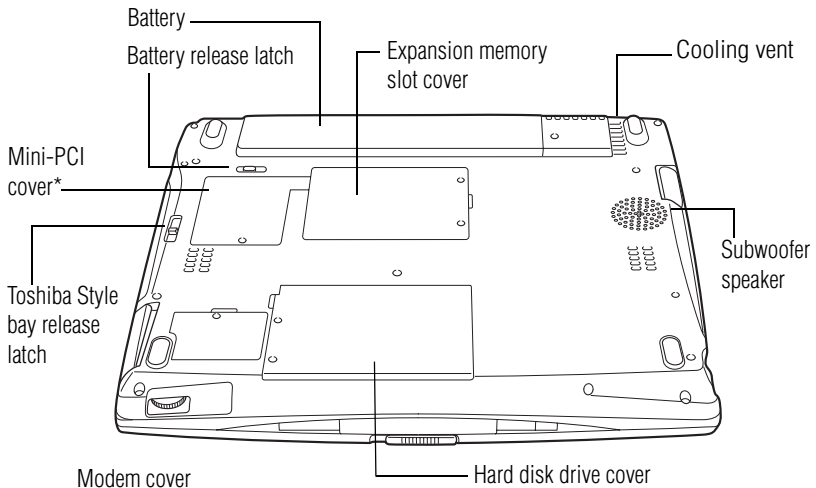 Battery
Battery release latch
Expansion memory
slot cover
Cooling vent
Mini-PCI
cover*
Subwoofer
speaker
Toshiba Style
bay release
latch
Modem cover
Hard disk drive cover